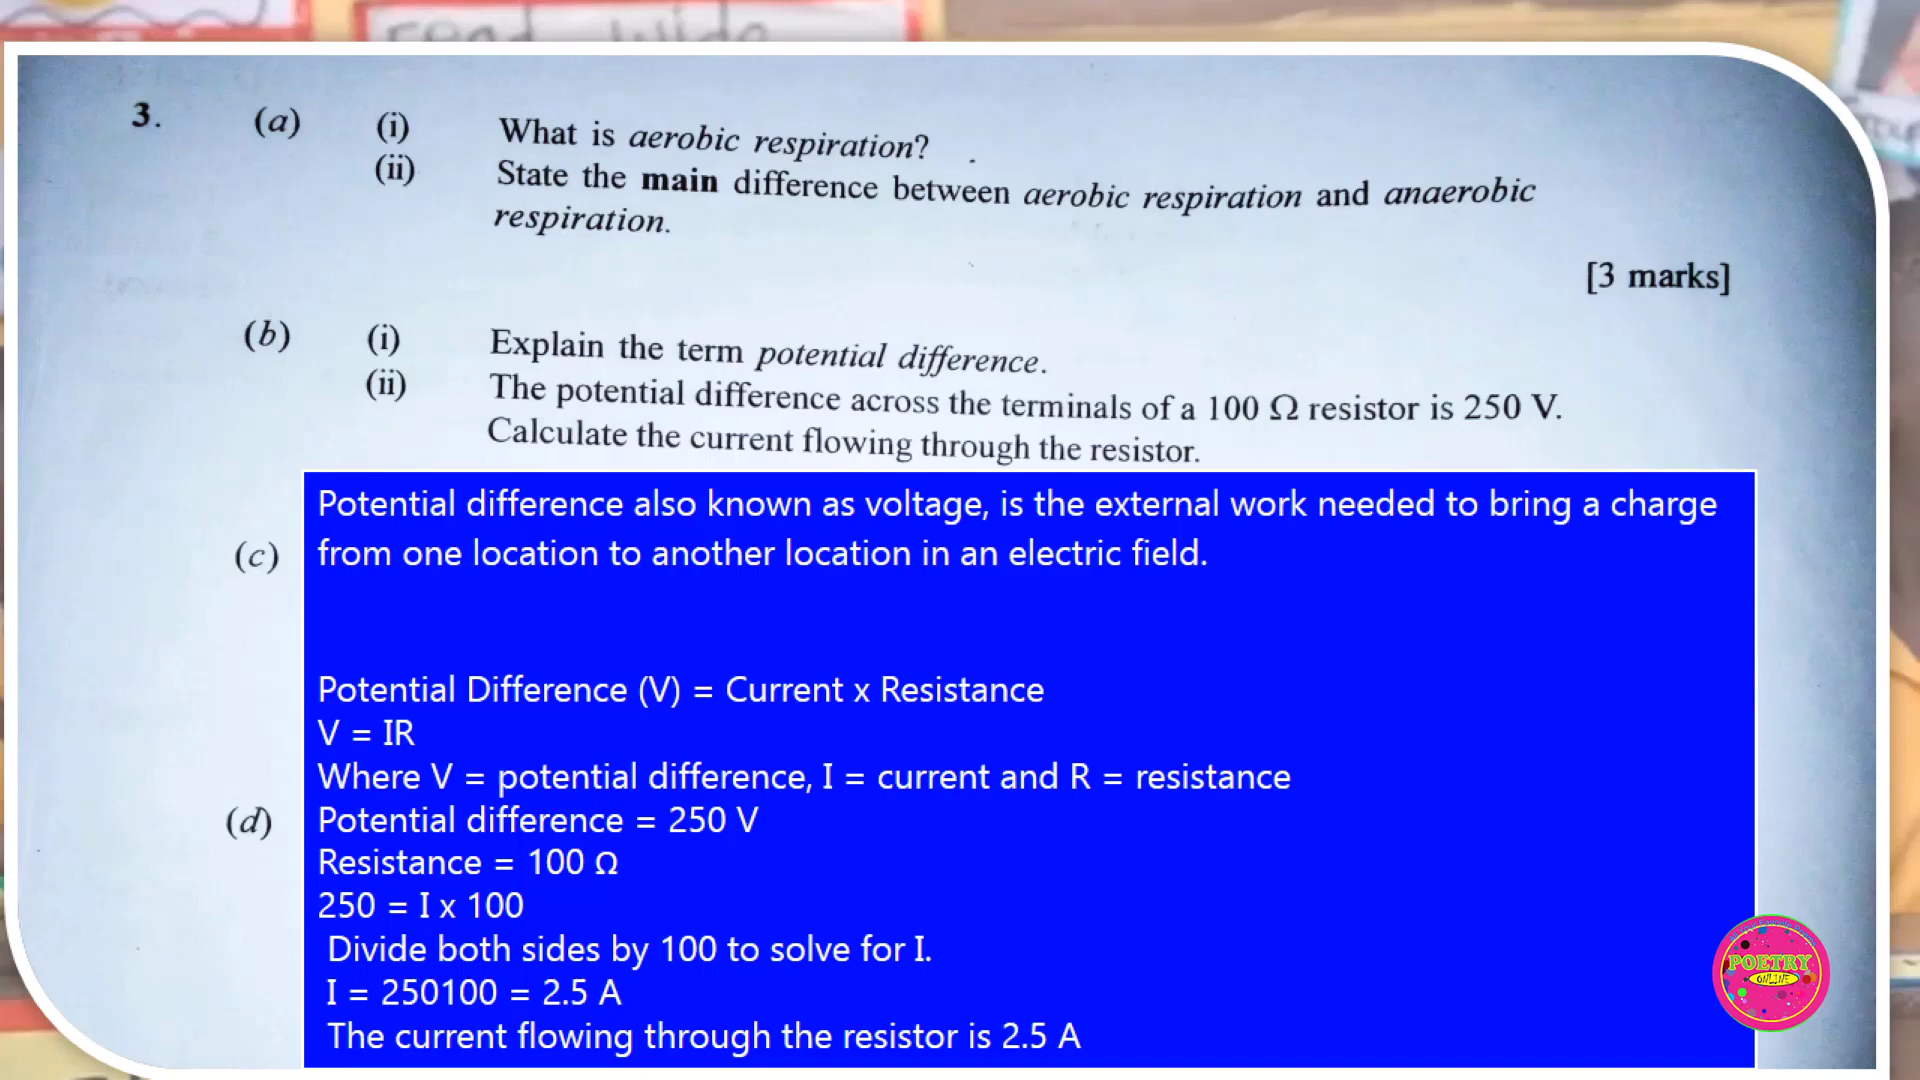 read wide
3. (a) (i) What is aerobic respiration?
(ii) State the main difference between aerobic respiration and anaerobic
respiration.
[3 marks]
(b) (i) Explain the term potential difference.
(ii) The potential difference across the terminals of a 100 Ω resistor is 250 V.
Calculate the current flowing through the resistor.
Potential difference also known as voltage, is the external work needed to bring a charge
(c) from one location to another location in an electric field.
Potential Difference (V) = Current x Resistance
V = IR
Where V = potential difference, I = current and R = resistance
(d) Potential difference = 250 V
Resistance = 100 Ω
250 = I x 100
Divide both sides by 100 to solve for I.
I = 250100 = 2.5 A
The current flowing through the resistor is 2.5 A
POETRY
ONLINE